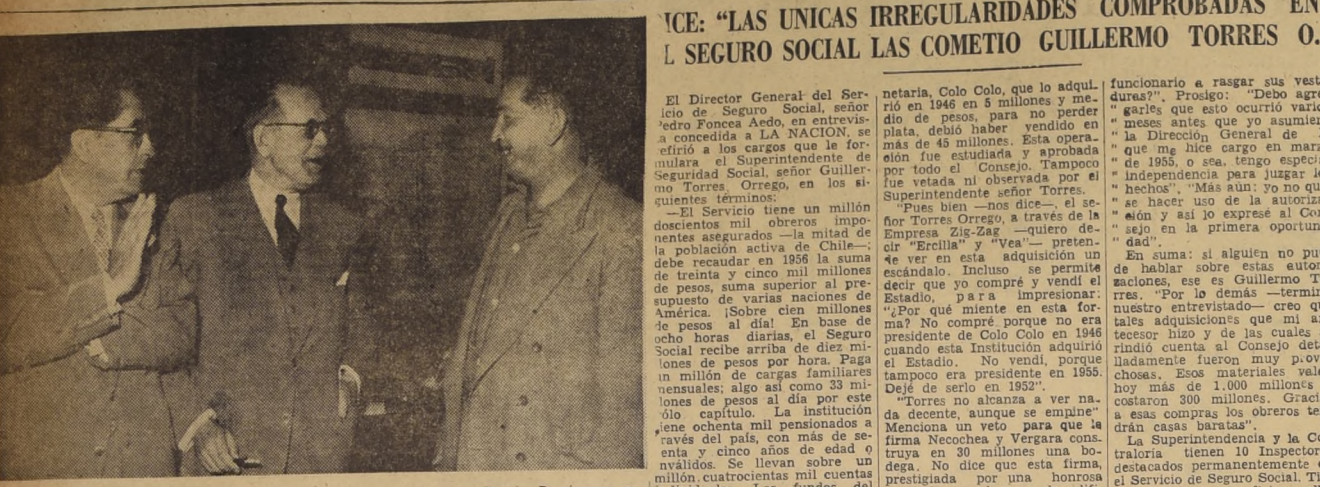 ICE: "LAS UNICAS IRREGULARIDADES COMPROBADAS EN
L SEGURO SOCIAL LAS COMETIO GUILLERMO TORRES O.
El Director General del Ser-
icio de Seguro Social, señor
Pedro Foncea Aedo, en entrevis-
a concedida a LA NACION, se
efirió a los cargos que le for-
mulara el Superintendente de
Seguridad Social, señor Guiller-
mo Torres Orrego, en los si-
guientes términos:
—El Servicio tiene un millón
doscientos mil obreros impo-
nentes asegurados —la mitad de
la población activa de Chile—;
debe recaudar en 1956 la suma
de treinta y cinco mil millones
de pesos, suma superior al pre-
supuesto de varias naciones de
América. ¡Sobre cien millones
de pesos al día! En base de
ocho horas diarias, el Seguro
Social recibe arriba de diez mi-
lones de pesos por hora. Paga
un millón de cargas familiares
mensuales; algo así como 33 mi-
lones de pesos al día por este
ólo capítulo. La institución
iene ochenta mil pensionados a
ravés del país, con más de se-
enta y cinco años de edad o
nválidos. Se llevan sobre un
millón cuatrocientas mil cuentas
netaria, Colo Colo, que lo adqui-
rió en 1946 en 5 millones y me-
dio de pesos, para no perder
plata, debió haber vendido en
más de 45 millones. Esta opera-
ción fue estudiada y aprobada
por todo el Consejo. Tampoco
fue vetada ni observada por el
Superintendente señor Torres.
"Pues bien —nos dice—, el se-
ñor Torres Orrego, a través de la
Empresa Zig-Zag —quiero de-
cir "Ercilla" y "Vea"— preten-
de ver en esta adquisición un
escándalo. Incluso se permite
decir que yo compré y vendí el
Estadio, para impresionar:
"¿Por qué miente en esta for-
ma? No compré porque no era
presidente de Colo Colo en 1946
cuando esta Institución adquirió
el Estadio. No vendí, porque
tampoco era presidente en 1955.
Dejé de serlo en 1952".
"Torres no alcanza a ver na-
da decente, aunque se empine"
Menciona un veto para que la
firma Necochea y Vergara cons-
truya en 30 millones una bo-
dega. No dice que esta firma,
prestigiada por una honrosa
funcionario a rasgar sus vest
duras?". Prosigo: "Debo agre
" garles que esto ocurrió vario
" meses antes que yo asumier
" la Dirección General de
" que me hice cargo en marz
" de 1955, o sea, tengo especi
" independencia para juzgar lo
" hechos". "Más aún: yo no qu
" se hacer uso de la autoriza
" ción y así lo expresé al Con
" sejo en la primera oportun
" dad".
En suma: si alguien no pu
de hablar sobre estas autor
zaciones, ese es Guillermo T
rres. "Por lo demás —termin
nuestro entrevistado— creo qu
tales adquisiciones que mi an
tecesor hizo y de las cuales
rindió cuenta al Consejo deta
lladamente fueron muy prove
chosas. Esos materiales vale
hoy más de 1.000 millones
costaron 300 millones. Graci
a esas compras los obreros te
drán casas baratas".
La Superintendencia y la Co
traloría tienen 10 Inspector
destacados permanentemente e
el Servicio de Seguro Social. Ti